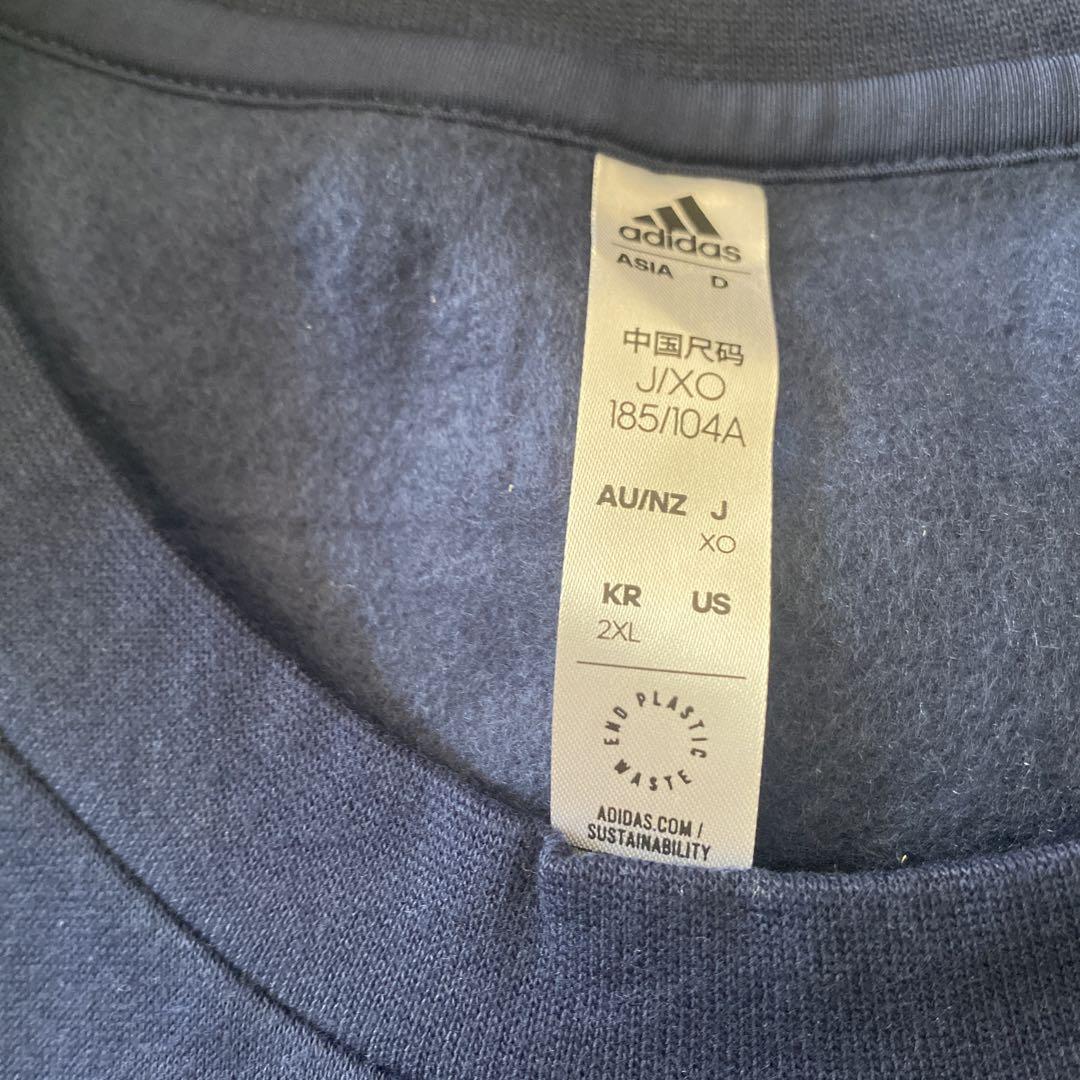 adidas
ASIA D
中国尺码
J/XO
185/104A
AU/NZ J
XO
KR US
2XL
END PLASTIC WASTE
ADIDAS.COM /
SUSTAINABILITY